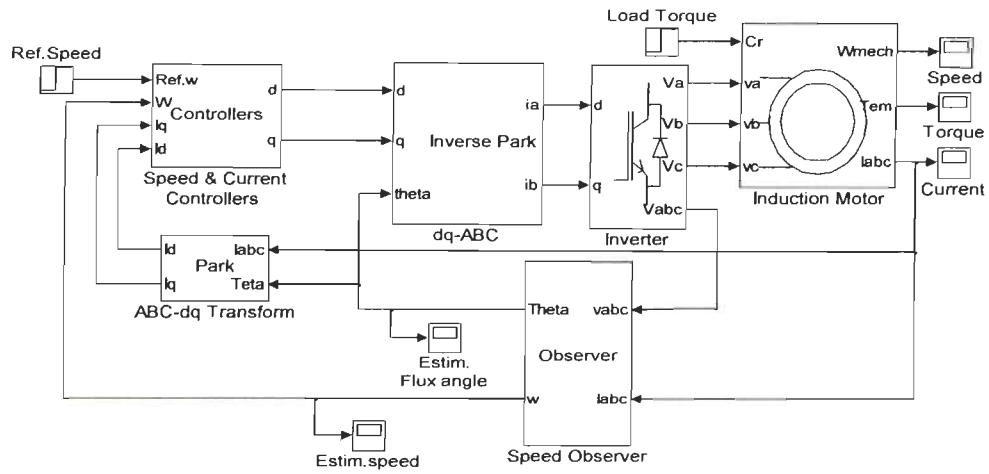 Load Torque
Ref.Speed
Ref.w
W
Iq
Id
Controllers
d
q
Speed & Current
Controllers
d
q
theta
Inverse Park
ia
ib
dq-ABC
d
q
Va
Vb
Vc
Vabc
Inverter
Cr
va
vb
vc
Wmech
Tem
Iabc
Induction Motor
Speed
Torque
Current
Id
Iq
Park
Iabc
Teta
ABC-dq Transform
Theta
w
Observer
vabc
Iabc
Speed Observer
Estim.
Flux angle
Estim.speed